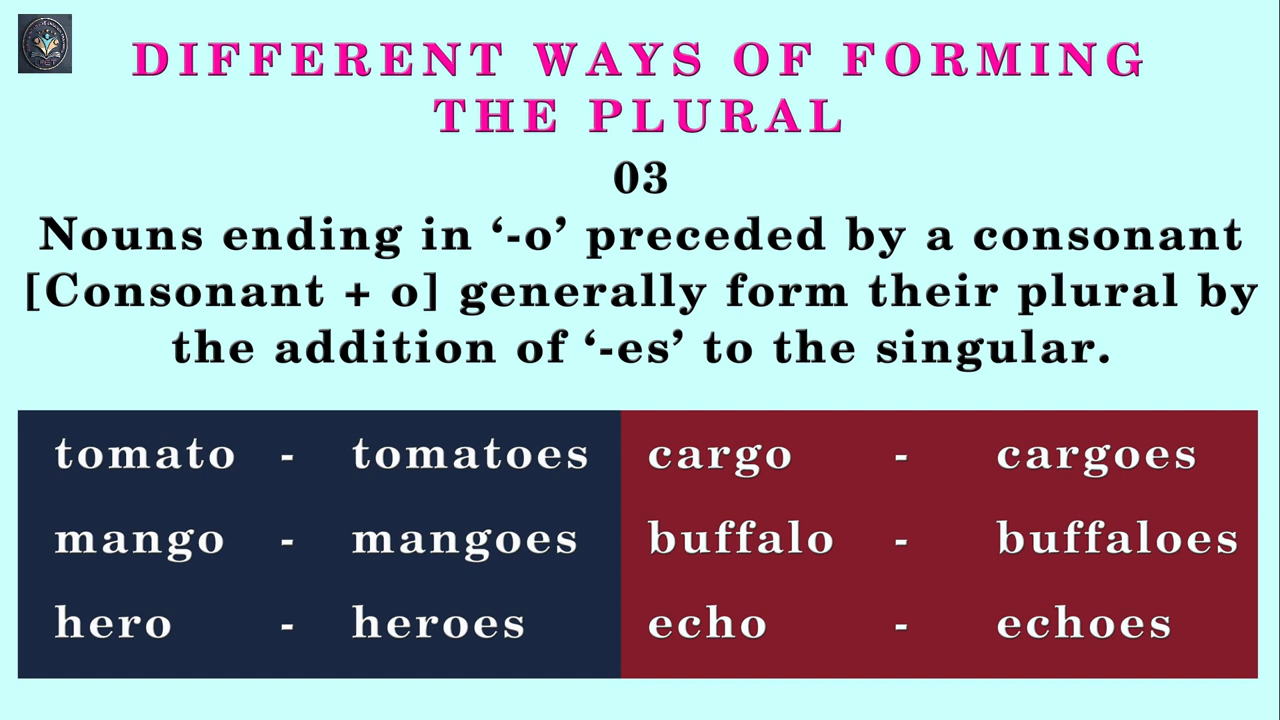 DIFFERENT WAYS OF FORMING
THE PLURAL
03
Nouns ending in ‘-o’ preceded by a consonant
[Consonant + o] generally form their plural by
the addition of ‘-es’ to the singular.
tomato - tomatoes cargo - cargoes
mango - mangoes buffalo - buffaloes
hero - heroes echo - echoes